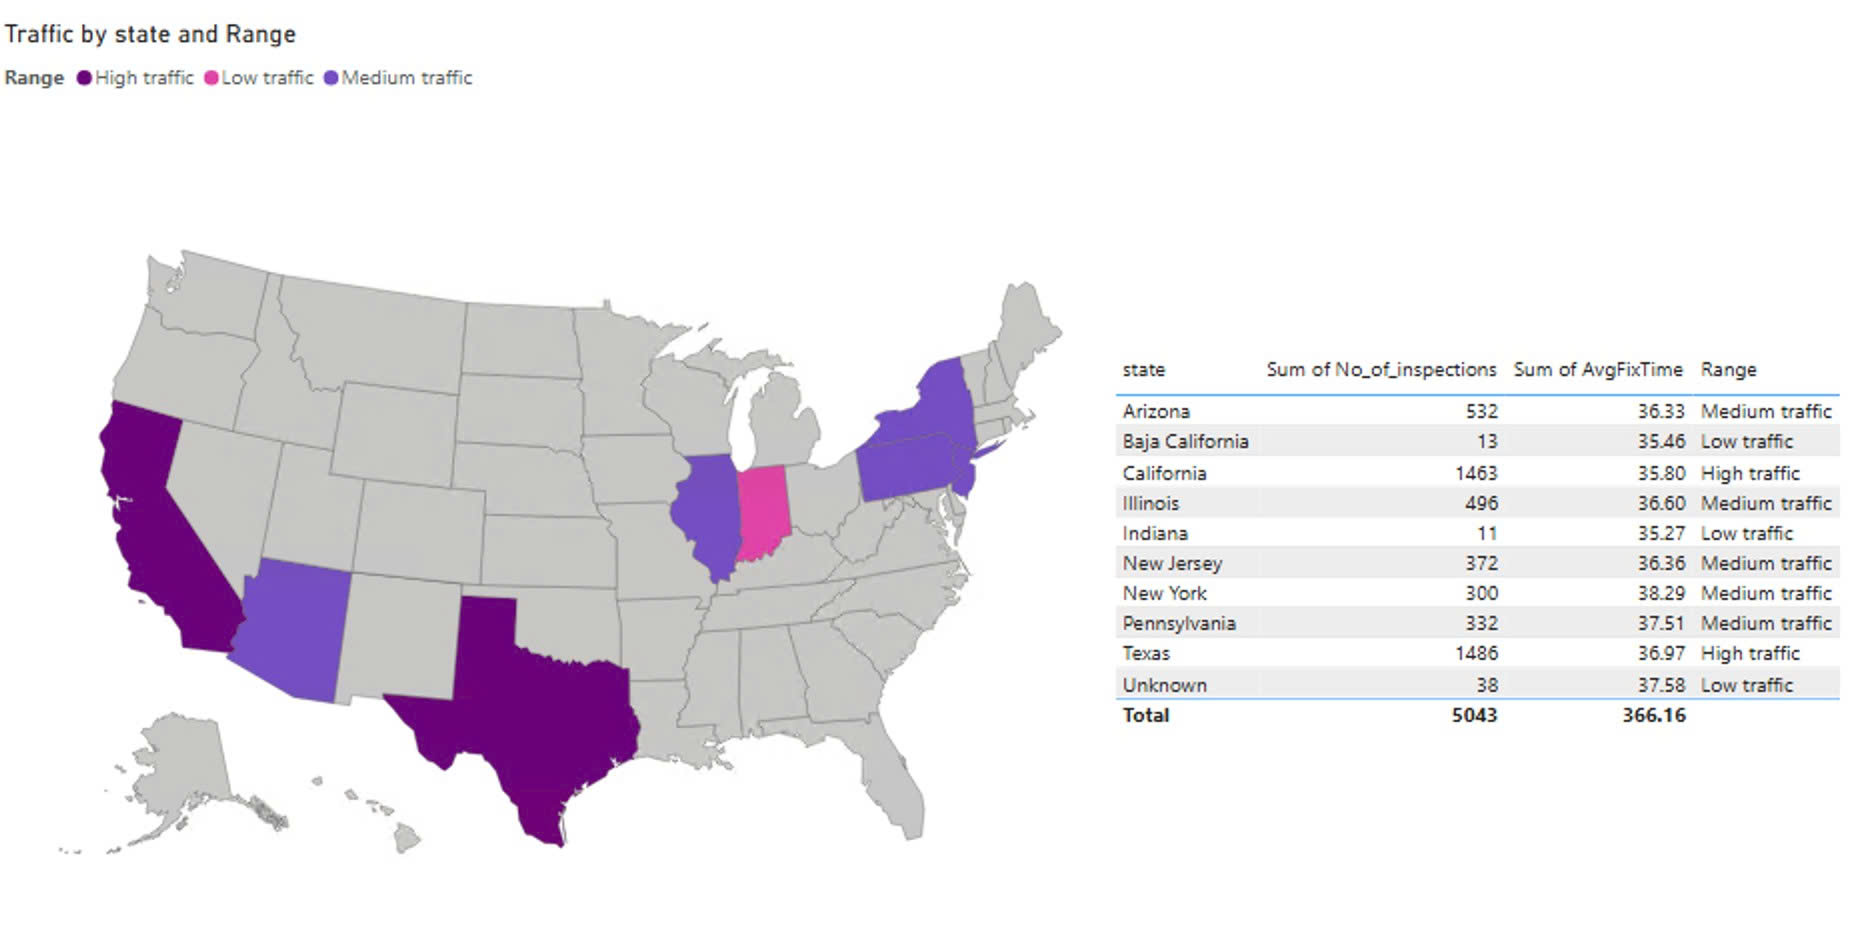 Traffic by state and Range
Range High traffic Low traffic Medium traffic
state Sum of No_of_inspections Sum of AvgFixTime Range
Arizona 532 36.33 Medium traffic
Baja California 13 35.46 Low traffic
California 1463 35.80 High traffic
Illinois 496 36.60 Medium traffic
Indiana 11 35.27 Low traffic
New Jersey 372 36.36 Medium traffic
New York 300 38.29 Medium traffic
Pennsylvania 332 37.51 Medium traffic
Texas 1486 36.97 High traffic
Unknown 38 37.58 Low traffic
Total 5043 366.16